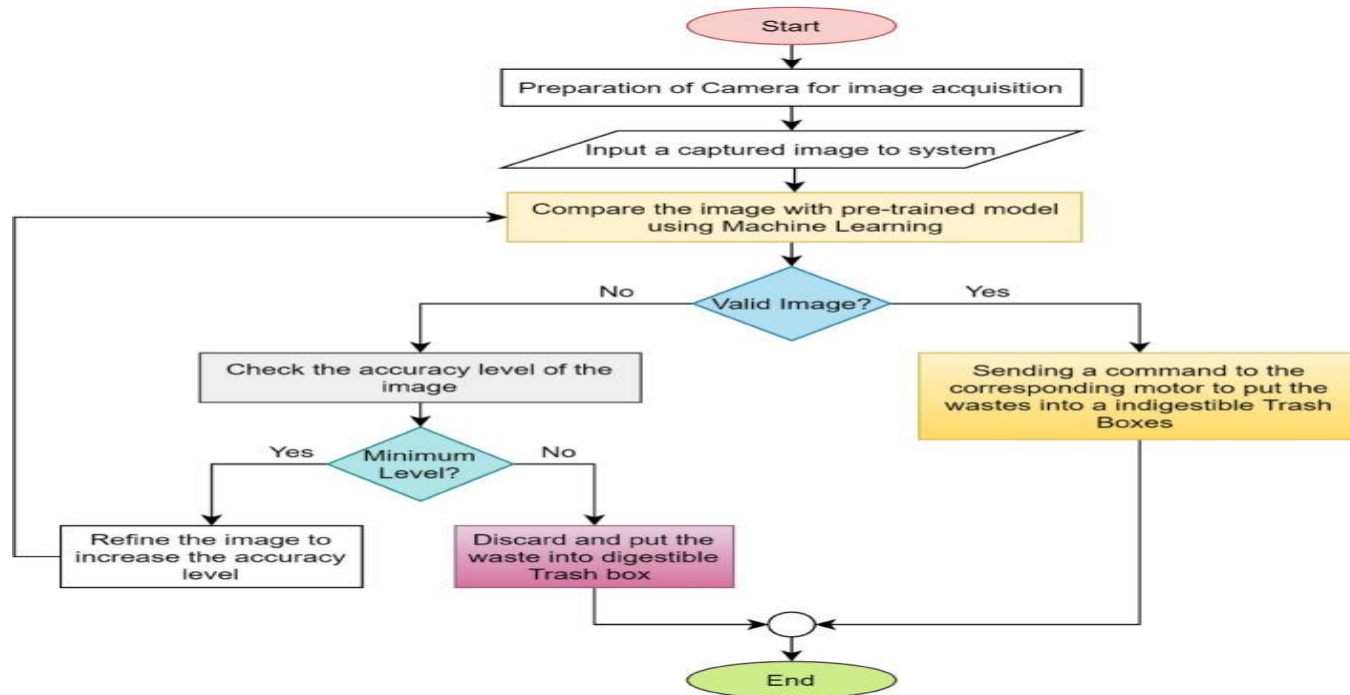 Start
Preparation of Camera for image acquisition
Input a captured image to system
Compare the image with pre-trained model
using Machine Learning
Valid Image?
No
Yes
Check the accuracy level of the
image
Sending a command to the
corresponding motor to put the
wastes into a indigestible Trash
Boxes
Minimum
Level?
Yes
No
Refine the image to
increase the accuracy
level
Discard and put the
waste into digestible
Trash box
End